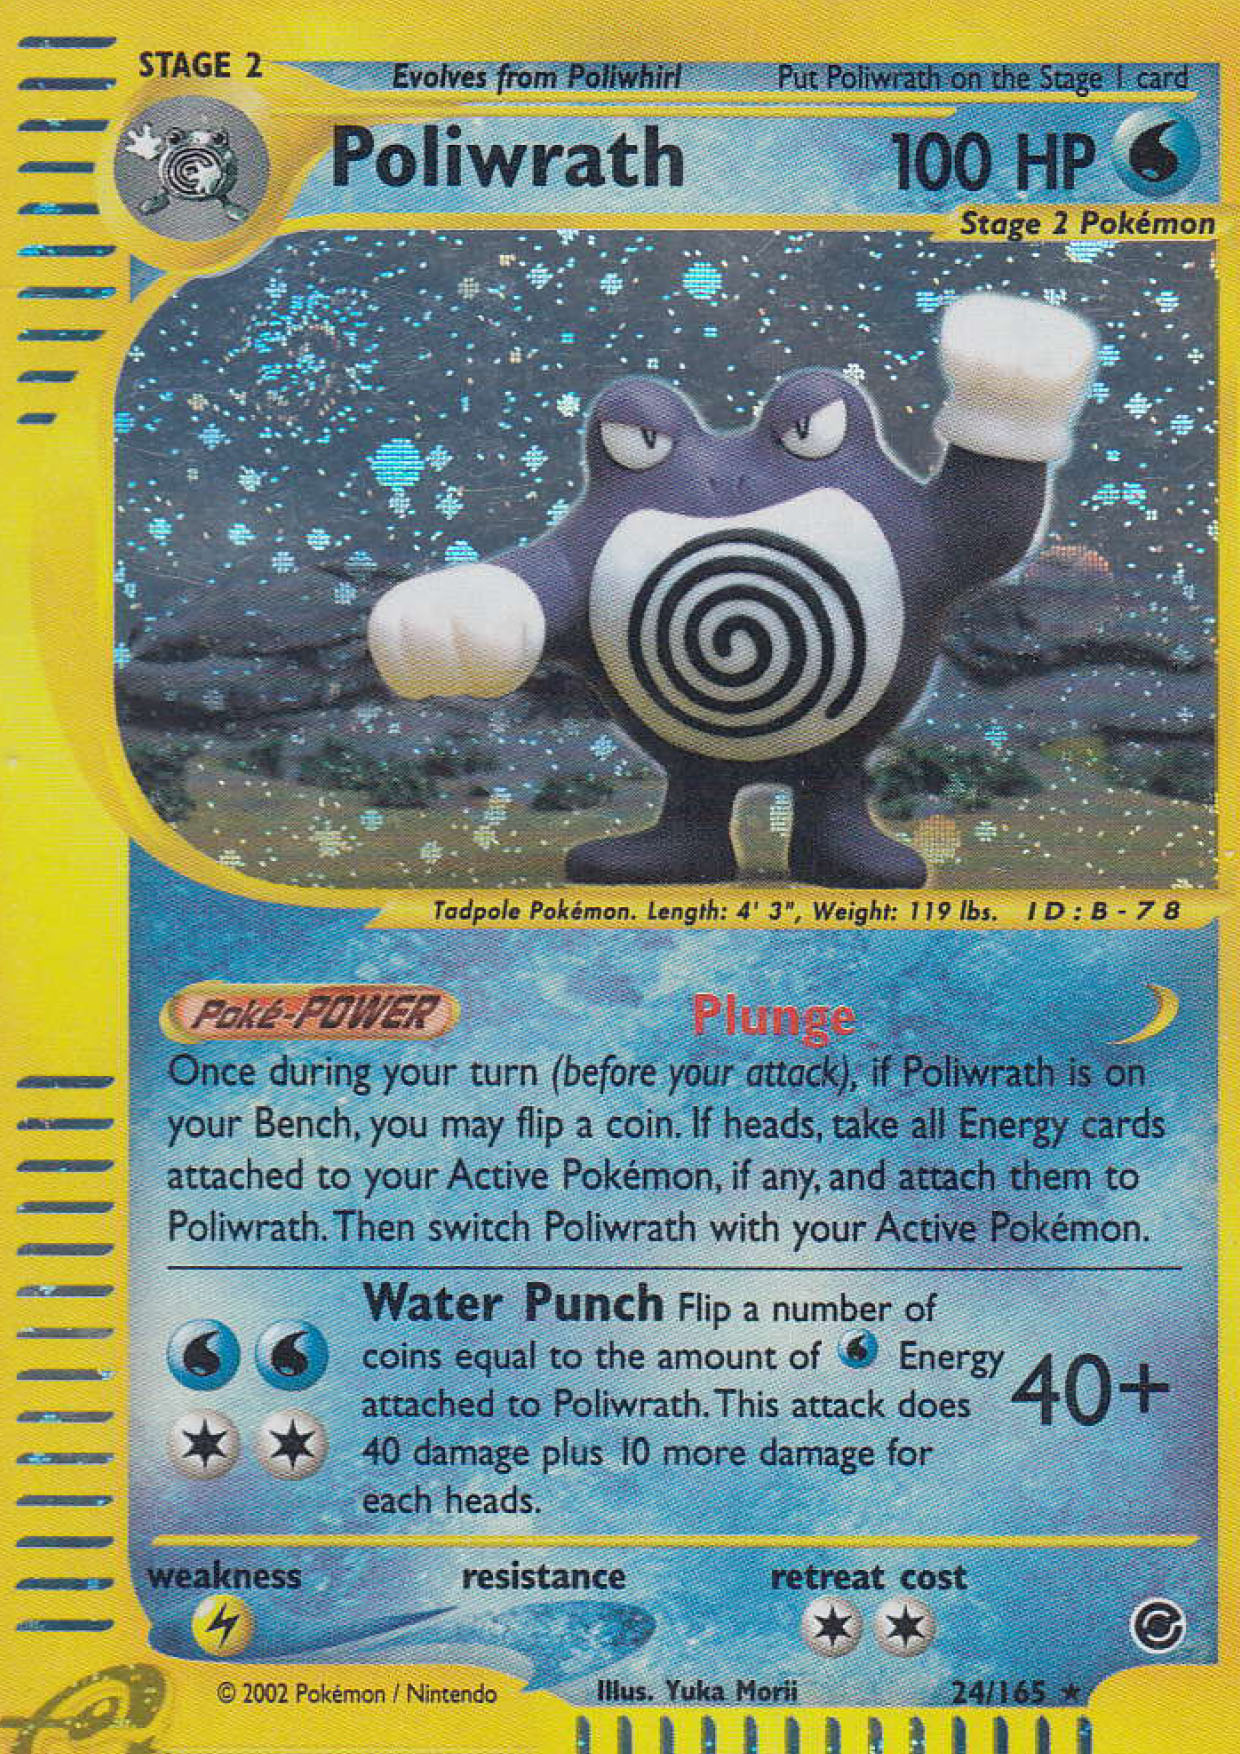 STAGE 2
Evolves from Poliwhirl Put Poliwrath on the Stage 1 card
Poliwrath 100 HP
Stage 2 Pokémon
Tadpole Pokémon. Length: 4' 3", Weight: 119 lbs. ID:B-78
Poké-POWER Plunge
Once during your turn (before your attack), if Poliwrath is on
your Bench, you may flip a coin. If heads, take all Energy cards
attached to your Active Pokémon, if any, and attach them to
Poliwrath. Then switch Poliwrath with your Active Pokémon.
Water Punch Flip a number of
coins equal to the amount of Energy
attached to Poliwrath. This attack does
40 damage plus 10 more damage for
each heads.
40+
weakness resistance retreat cost
© 2002 Pokémon / Nintendo Illus. Yuka Morii 24/165 ★